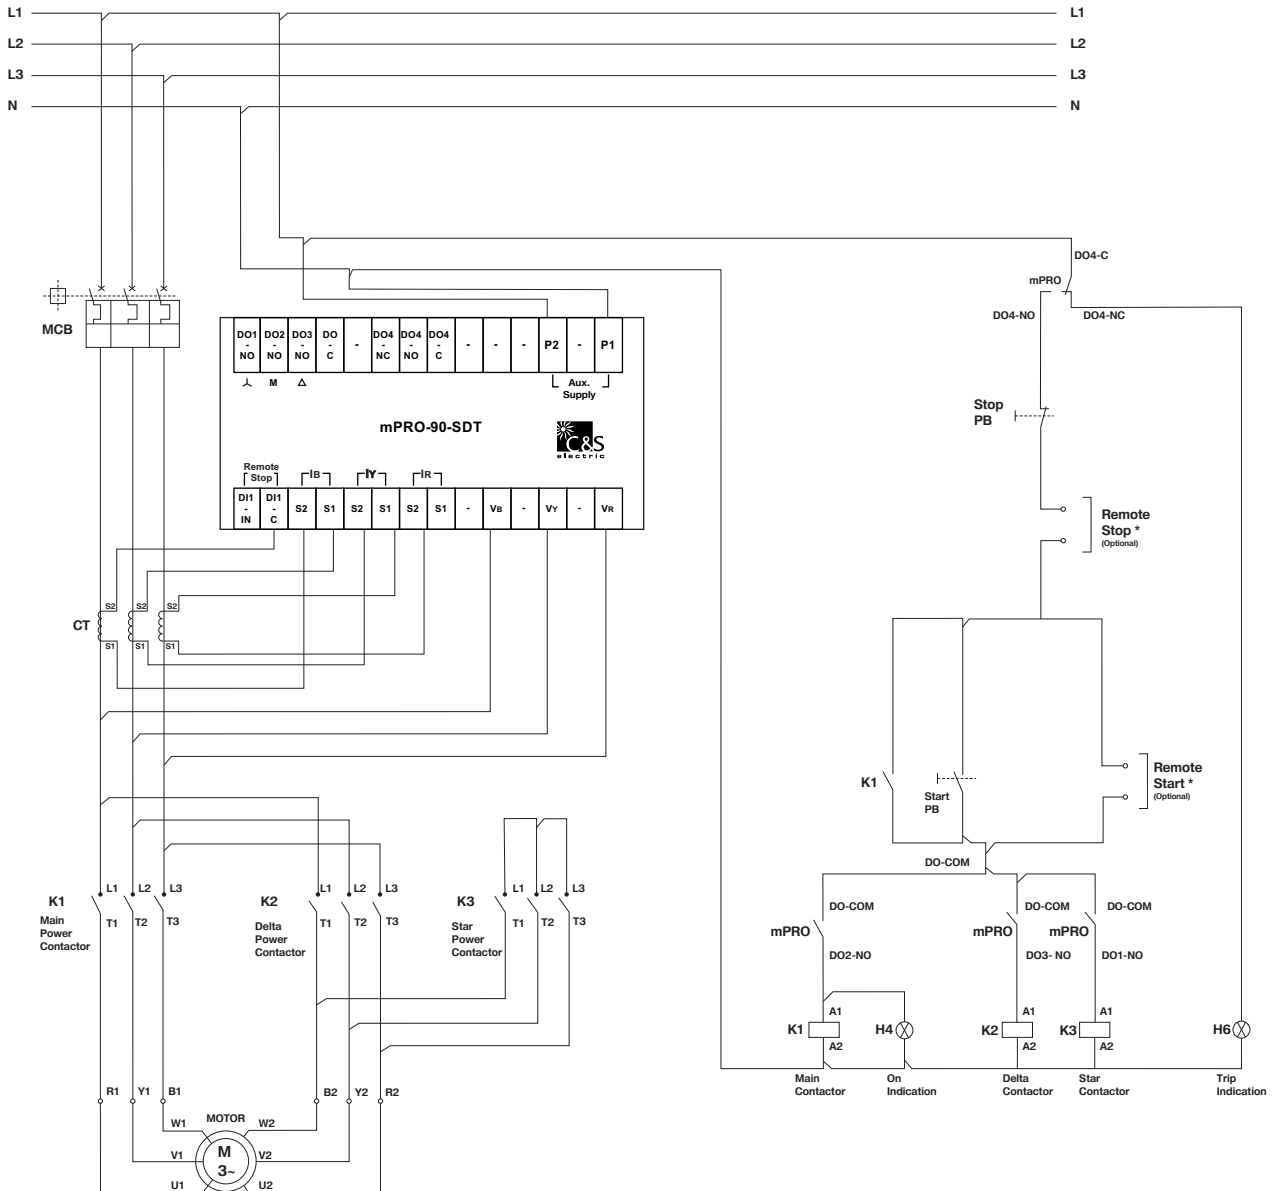 L1 L1
L2 L2
L3 L3
N N
DO4-C
mPRO
DO4-NO DO4-NC
MCB
DO1 - NO
DO2 - NO
DO3 - NO
DO - C
-
DO4 - NC
DO4 - NO
DO4 - C
-
-
-
P2
-
P1
M Δ
Aux.
Supply
mPRO-90-SDT
C&S
electric
Stop
PB
Remote
Stop
IB IY IR
DI1 - IN
DI1 - C
S2 S1 S2 S1 S2 S1 - VB - VY - VR
Remote
Stop *
(Optional)
CT
S2 S2 S2
S1 S1 S1
K1
Start
PB
Remote
Start *
(Optional)
DO-COM
K1
Main
Power
Contactor
L1 L2 L3
T1 T2 T3
K2
Delta
Power
Contactor
L1 L2 L3
T1 T2 T3
K3
Star
Power
Contactor
L1 L2 L3
T1 T2 T3
DO-COM DO-COM DO-COM
mPRO mPRO mPRO
DO2-NO DO3- NO DO1-NO
A1 A1 A1
K1 H4 K2 K3 H6
A2 A2 A2
Main
Contactor
On
Indication
Delta
Contactor
Star
Contactor
Trip
Indication
R1 Y1 B1 B2 Y2 R2
MOTOR
W1 W2
M
3~
V1 V2
U1 U2